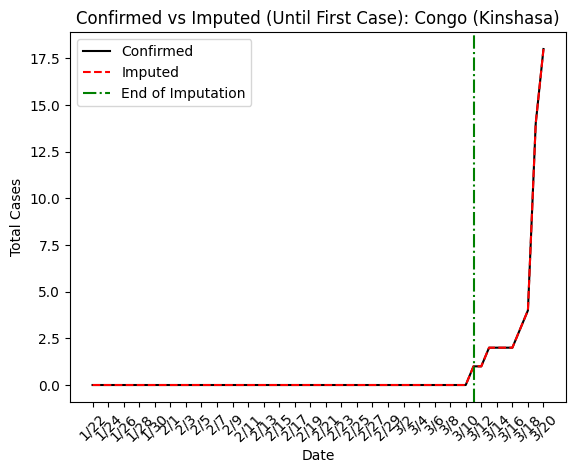 Confirmed vs Imputed (Until First Case): Congo (Kinshasa)
Confirmed
Imputed
End of Imputation
Total Cases
17.5
15.0
12.5
10.0
7.5
5.0
2.5
0.0
1/22 1/24 1/26 1/28 1/30 2/1 2/3 2/5 2/7 2/9 2/11 2/13 2/15 2/17 2/19 2/21 2/23 2/25 2/27 2/29 3/2 3/4 3/6 3/8 3/10 3/12 3/14 3/16 3/18 3/20
Date